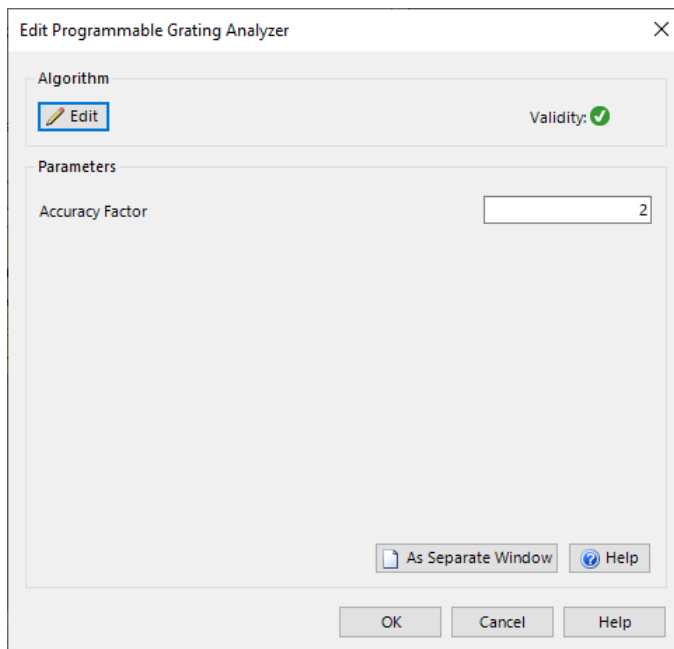 Edit Programmable Grating Analyzer
Algorithm
Edit
Validity:
Parameters
Accuracy Factor
2
As Separate Window
Help
OK
Cancel
Help